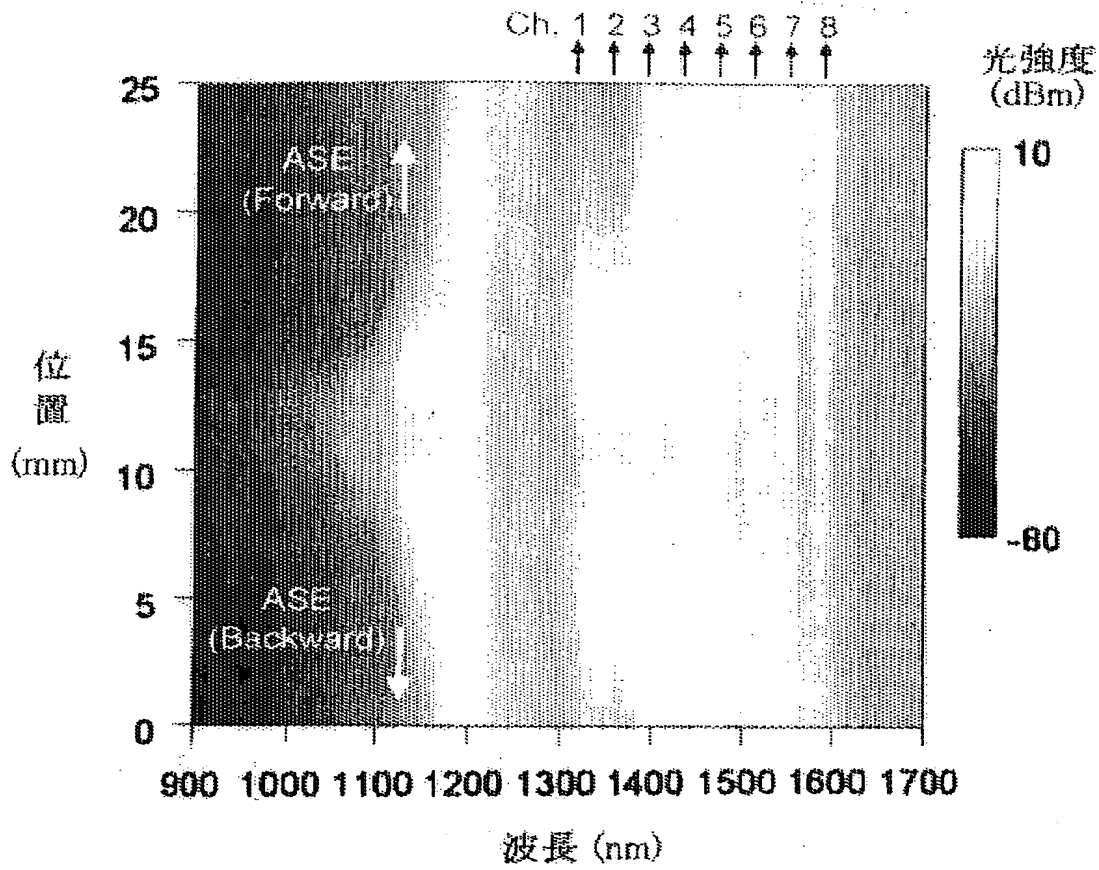 Ch. 1 2 3 4 5 6 7 8
光強度
(dBm)
10
-60
25
20
15
10
5
0
位
置
(mm)
ASE
(Forward)
ASE
(Backward)
900 1000 1100 1200 1300 1400 1500 1600 1700
波長 (nm)